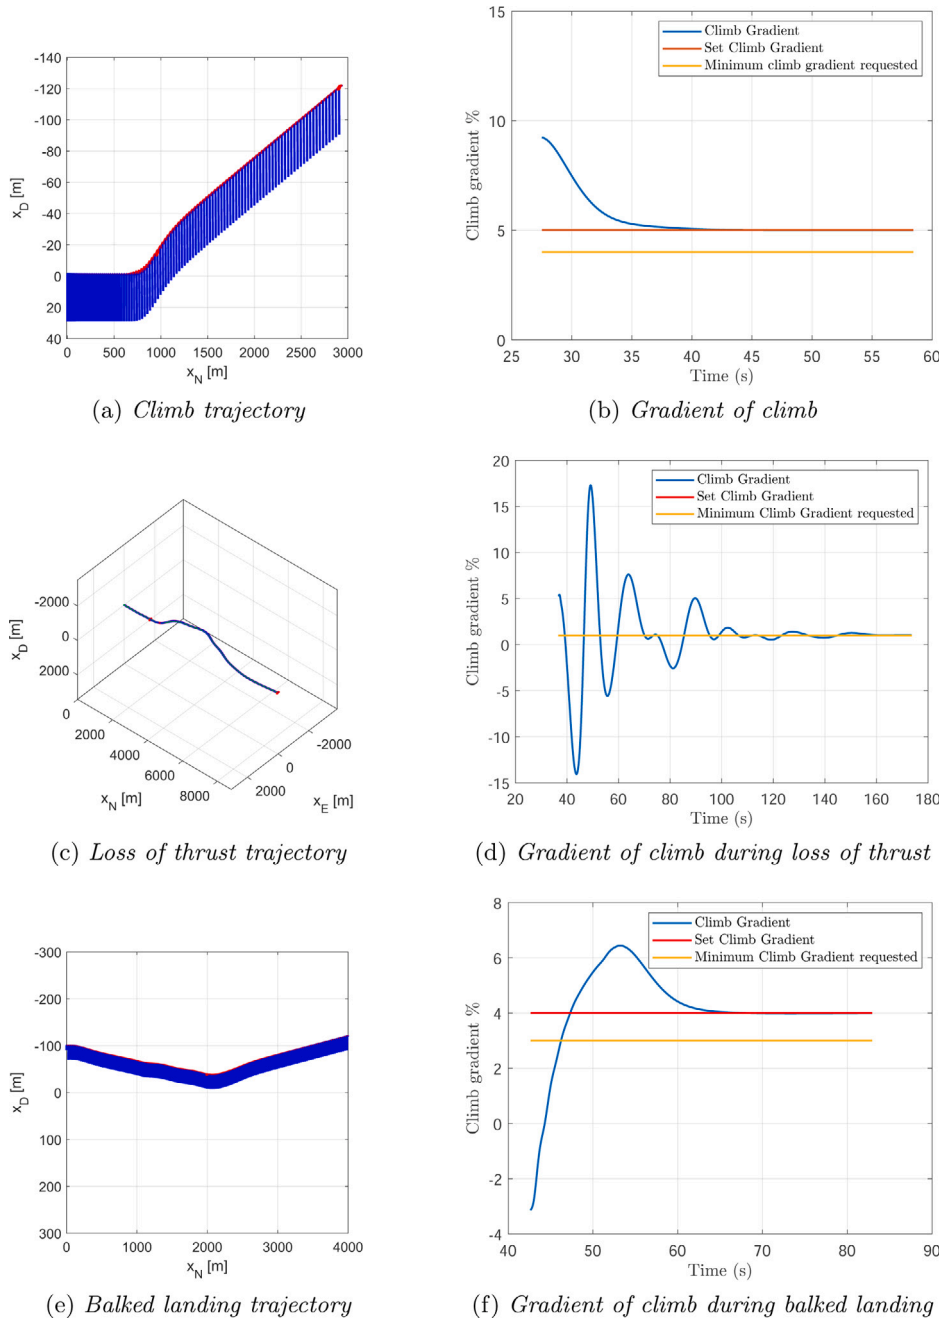 -140
-120
-100
-80
-60
-40
-20
0
20
40
x_D [m]
0 500 1000 1500 2000 2500 3000
x_N [m]
(a) Climb trajectory
15
10
5
0
Climb gradient %
Climb Gradient
Set Climb Gradient
Minimum climb gradient requested
25 30 35 40 45 50 55 60
Time (s)
(b) Gradient of climb
-2000
0
2000
x_D [m]
0
2000
4000
6000
8000
x_N [m]
-2000
0
2000
x_E [m]
(c) Loss of thrust trajectory
20
15
10
5
0
-5
-10
-15
Climb gradient %
Climb Gradient
Set Climb Gradient
Minimum Climb Gradient requested
20 40 60 80 100 120 140 160 180
Time (s)
(d) Gradient of climb during loss of thrust
-300
-200
-100
0
100
200
300
x_D [m]
0 1000 2000 3000 4000
x_N [m]
(e) Balked landing trajectory
8
6
4
2
0
-2
-4
Climb gradient %
Climb Gradient
Set Climb Gradient
Minimum Climb Gradient requested
40 50 60 70 80 90
Time (s)
(f) Gradient of climb during balked landing